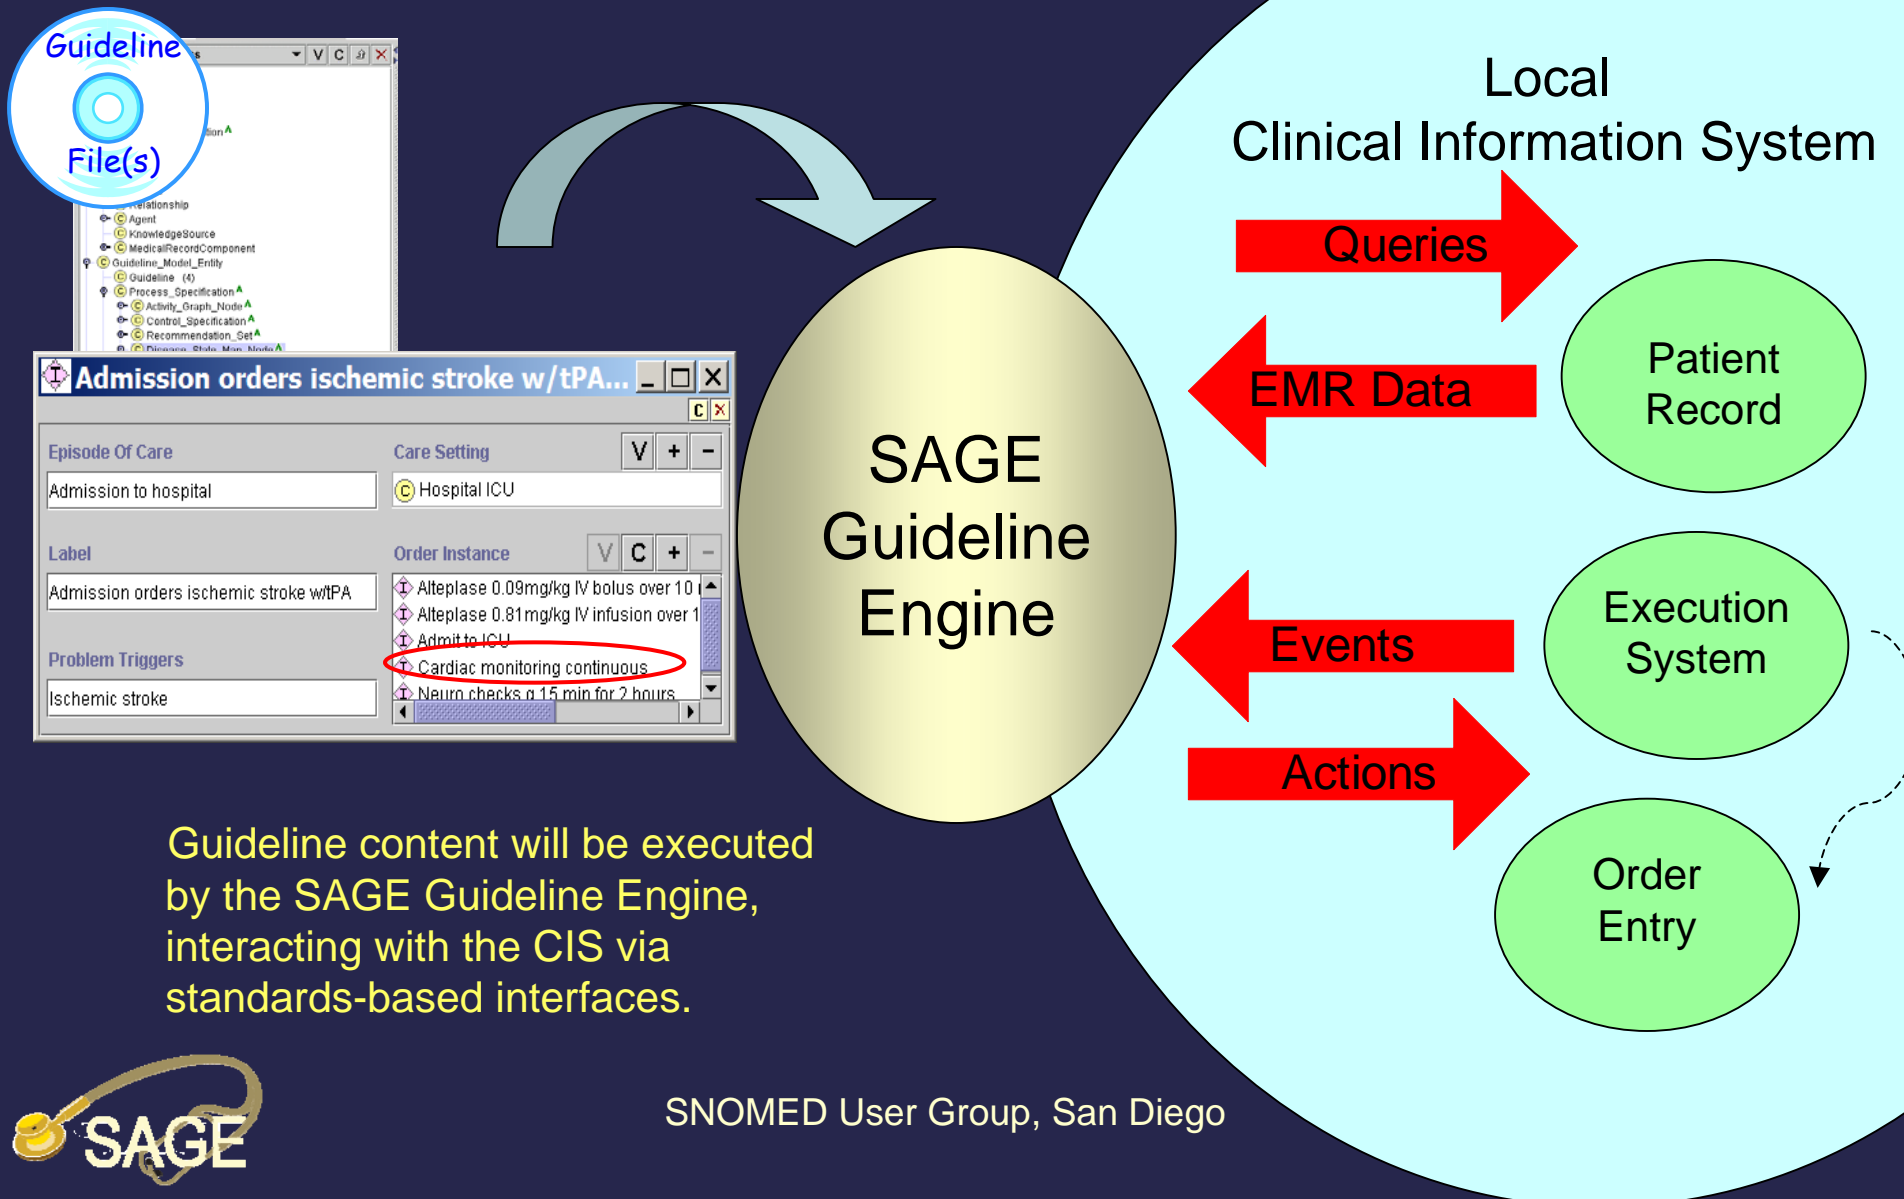 Guideline
File(s)
V C
Relationship
Agent
KnowledgeSource
MedicalRecordComponent
Guideline_Model_Entity
Guideline (4)
Process_Specification
Activity_Graph_Node
Control_Specification
Recommendation_Set
Disease_State_Map_Node
Admission orders ischemic stroke w/tPA...
C
Episode Of Care
Admission to hospital
Care Setting
V + -
C Hospital ICU
Label
Admission orders ischemic stroke w/tPA
Order Instance
V C + -
Alteplase 0.09mg/kg IV bolus over 10
Alteplase 0.81mg/kg IV infusion over 1
Admit to ICU
Cardiac monitoring continuous
Neuro checks q 15 min for 2 hours
Problem Triggers
Ischemic stroke
SAGE
Guideline
Engine
Local
Clinical Information System
Queries
EMR Data
Patient
Record
Events
Execution
System
Actions
Order
Entry
Guideline content will be executed
by the SAGE Guideline Engine,
interacting with the CIS via
standards-based interfaces.
SAGE
SNOMED User Group, San Diego